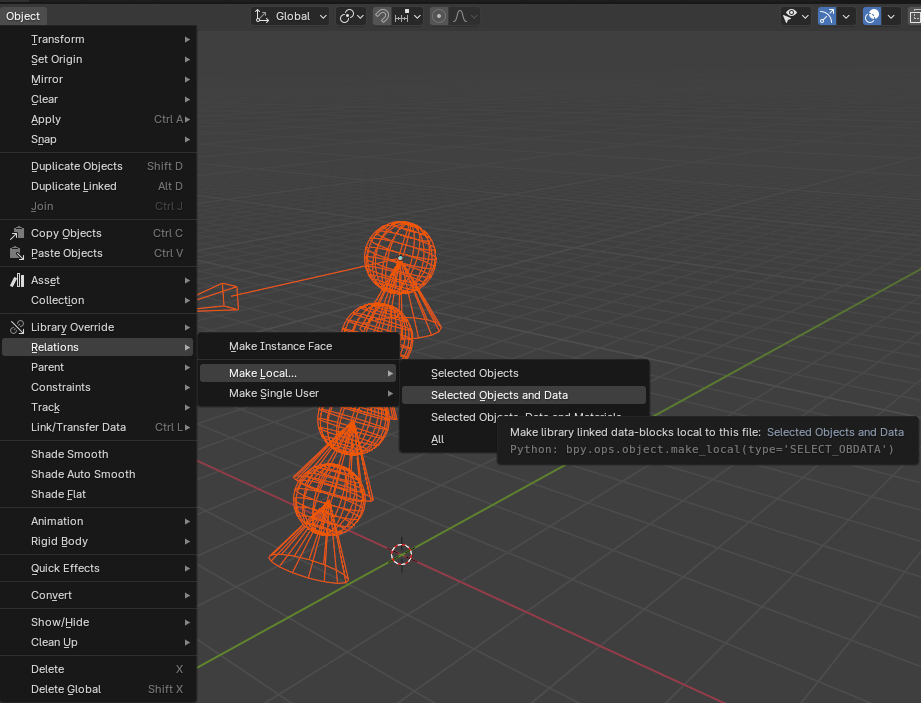 Object
Global
Transform
Set Origin
Mirror
Clear
Apply Ctrl A
Snap
Duplicate Objects Shift D
Duplicate Linked Alt D
Join Ctrl J
Copy Objects Ctrl C
Paste Objects Ctrl V
Asset
Collection
Library Override
Relations
Parent
Constraints
Track
Link/Transfer Data Ctrl L
Shade Smooth
Shade Auto Smooth
Shade Flat
Animation
Rigid Body
Quick Effects
Convert
Show/Hide
Clean Up
Delete X
Delete Global Shift X
Make Instance Face
Make Local...
Make Single User
Selected Objects
Selected Objects and Data
Selected Objects, Data and Materials
All
Make library linked data-blocks local to this file: Selected Objects and Data
Python: bpy.ops.object.make_local(type='SELECT_OBDATA')